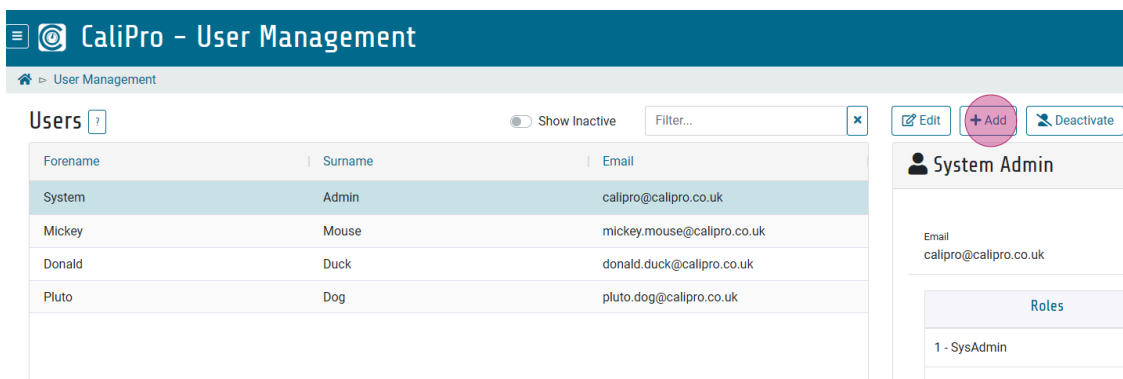 CaliPro - User Management
User Management
Users ?
Show Inactive Filter... ×
Edit + Add Deactivate
Forename Surname Email
System Admin calipro@calipro.co.uk
Mickey Mouse mickey.mouse@calipro.co.uk
Donald Duck donald.duck@calipro.co.uk
Pluto Dog pluto.dog@calipro.co.uk
System Admin
Email
calipro@calipro.co.uk
Roles
1 - SysAdmin